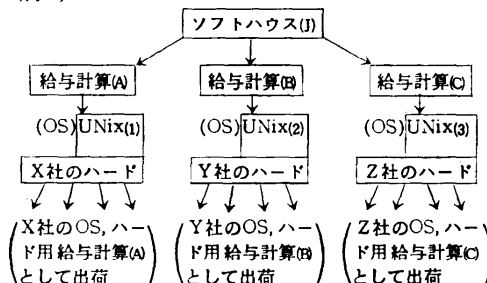 ソフトハウス(J)
給与計算(A) 給与計算(B) 給与計算(C)
(OS)UNix(1) (OS)UNix(2) (OS)UNix(3)
X社のハード Y社のハード Z社のハード
X社のOS,ハー Y社のOS,ハー Z社のOS,ハー
ド用給与計算(A) ド用給与計算(B) ド用給与計算(C)
として出荷 として出荷 として出荷